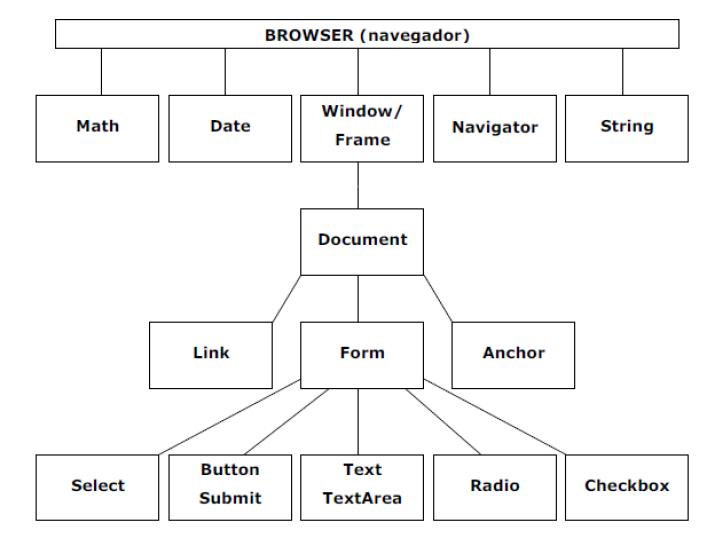 BROWSER (navegador)
Math
Date
Window/
Frame
Navigator
String
Document
Link
Form
Anchor
Select
Button
Submit
Text
TextArea
Radio
Checkbox